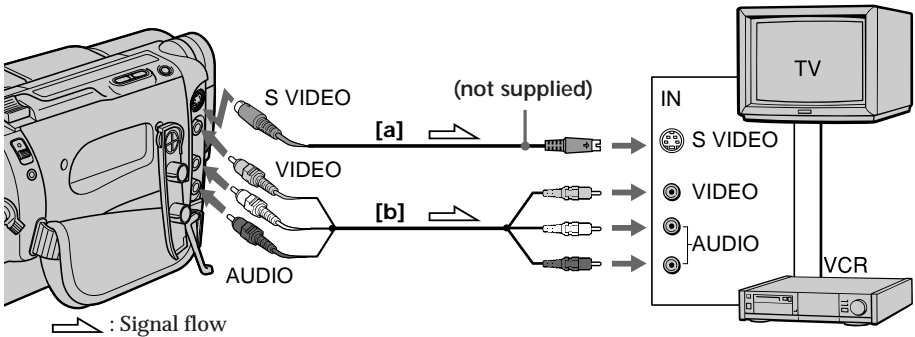 S VIDEO
(not supplied)
IN
TV
[a]
S VIDEO
VIDEO
VIDEO
[b]
AUDIO
AUDIO
VCR
: Signal flow